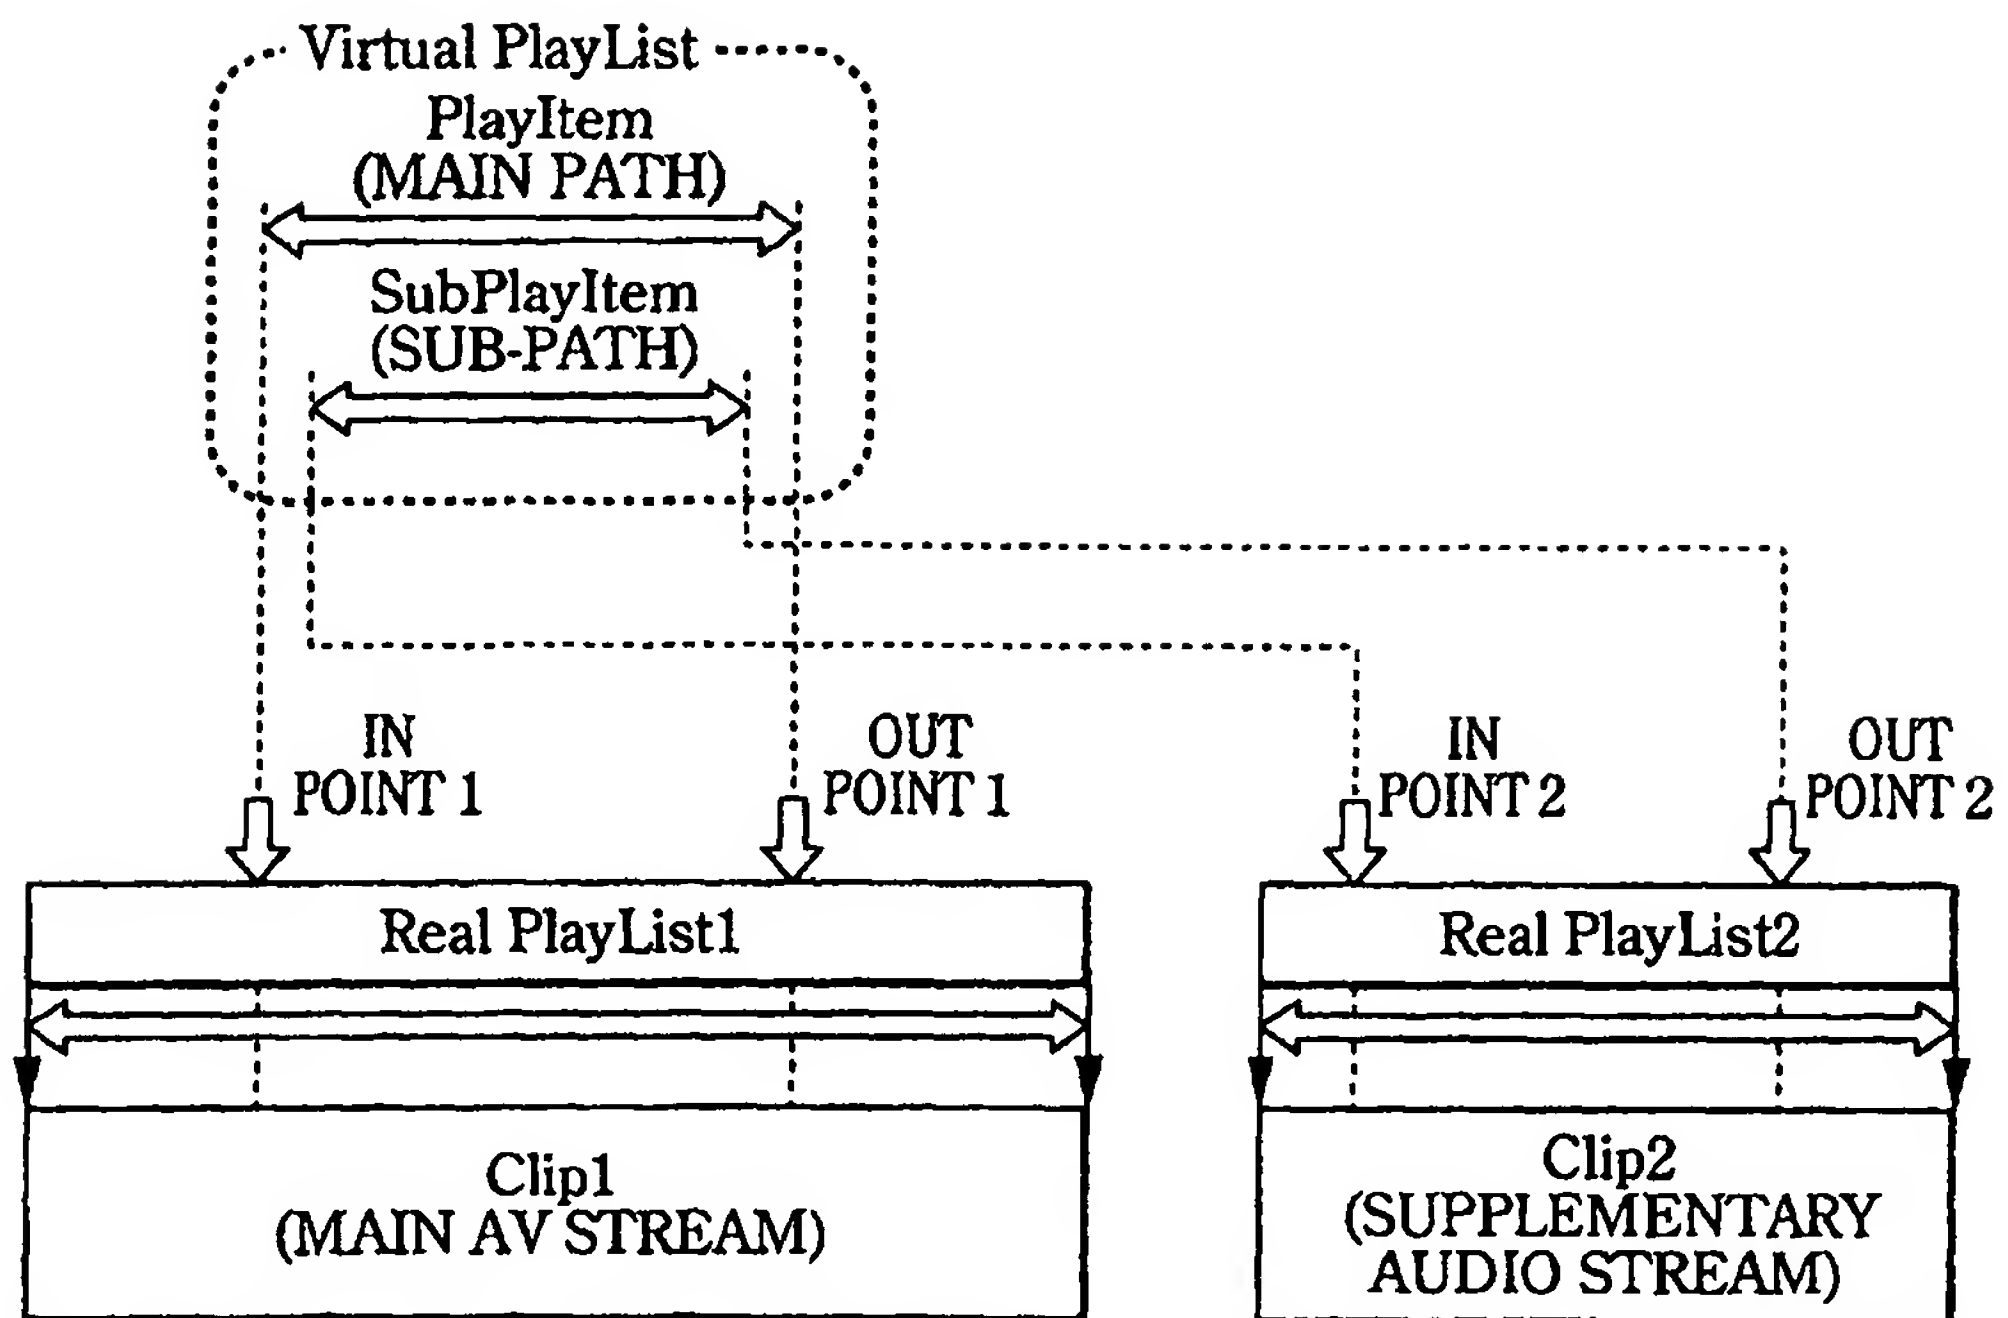 Virtual PlayList
PlayItem
(MAIN PATH)
SubPlayItem
(SUB-PATH)
IN
POINT 1
OUT
POINT 1
IN
POINT 2
OUT
POINT 2
Real PlayList1
Real PlayList2
Clip1
(MAIN AV STREAM)
Clip2
(SUPPLEMENTARY
AUDIO STREAM)